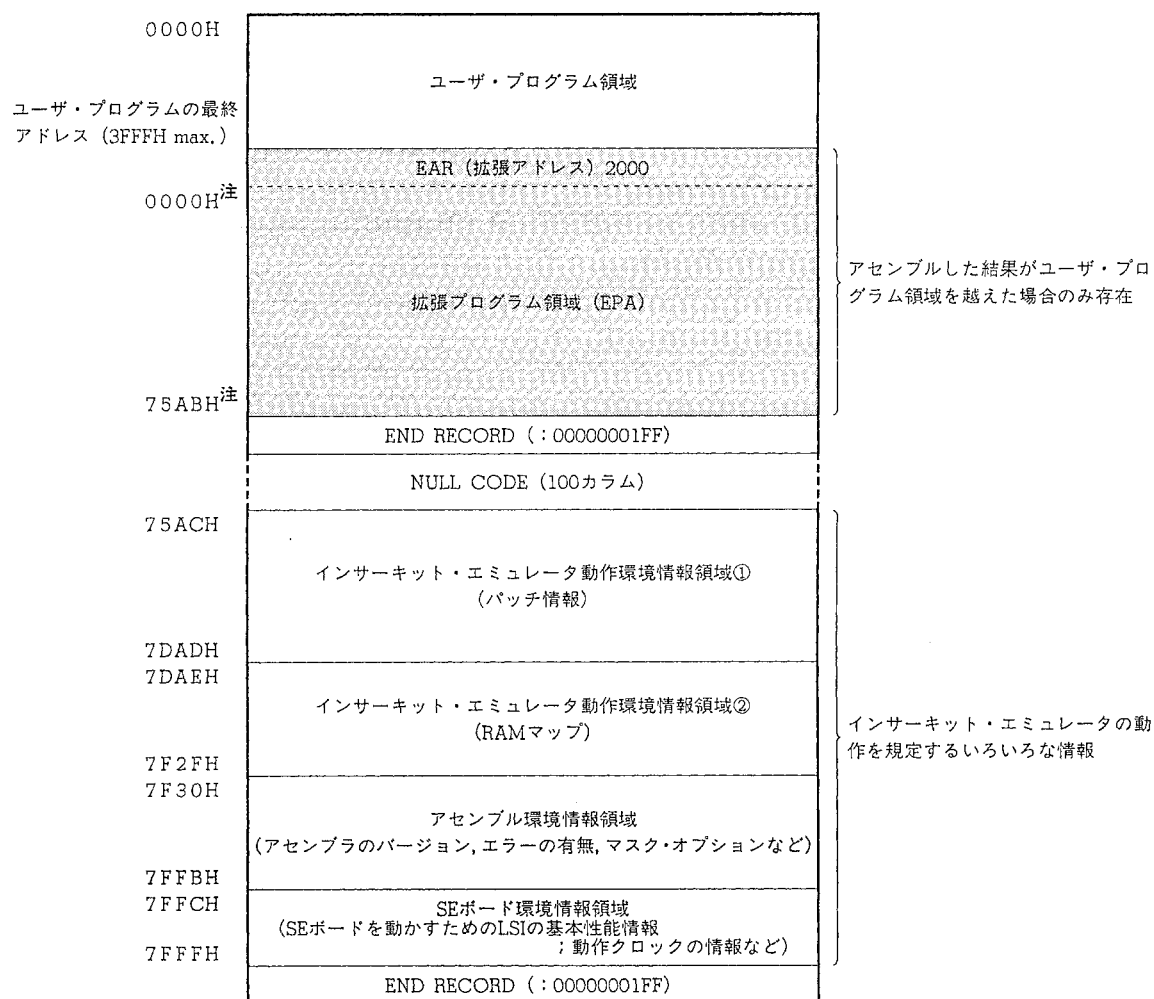 0000H
ユーザ・プログラム領域
ユーザ・プログラムの最終
アドレス (3FFFH max.)
EAR (拡張アドレス) 2000
0000H注
拡張プログラム領域 (EPA)
アセンブルした結果がユーザ・プロ
グラム領域を越えた場合のみ存在
75ABH注
END RECORD (:00000001FF)
NULL CODE (100カラム)
75ACH
インサーキット・エミュレータ動作環境情報領域①
(パッチ情報)
7DADH
7DAEH
インサーキット・エミュレータ動作環境情報領域②
(RAMマップ)
インサーキット・エミュレータの動
作を規定するいろいろな情報
7F2FH
7F30H
アセンブル環境情報領域
(アセンブラのバージョン, エラーの有無, マスク・オプションなど)
7FFBH
7FFCH
SEボード環境情報領域
(SEボードを動かすためのLSIの基本性能情報
;動作クロックの情報など)
7FFFH
END RECORD (:00000001FF)